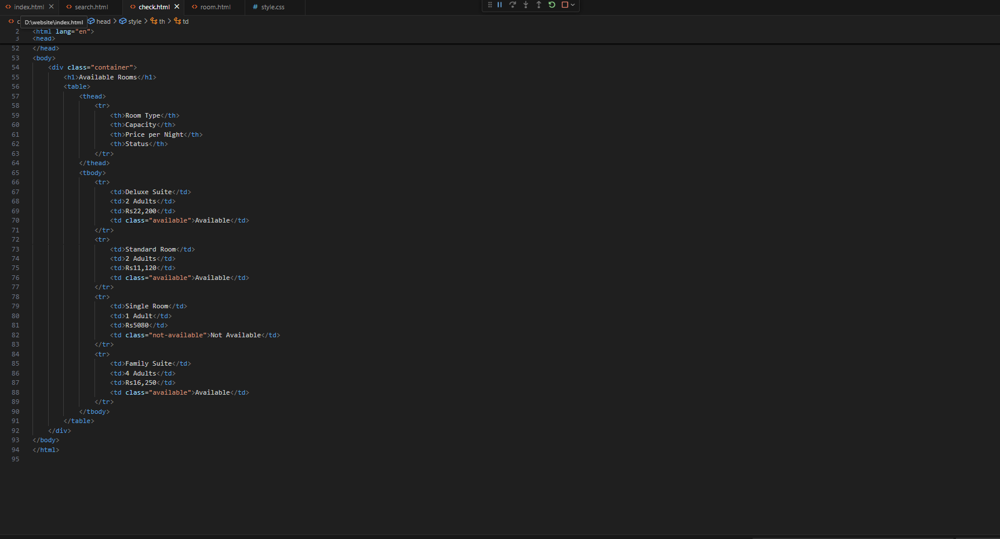 index.html search.html check.html room.html style.css
D:\website\index.html head > style > th > td
2 <html lang="en">
3 <head>
52 </head>
53 <body>
54 <div class="container">
55 <h1>Available Rooms</h1>
56 <table>
57 <thead>
58 <tr>
59 <th>Room Type</th>
60 <th>Capacity</th>
61 <th>Price per Night</th>
62 <th>Status</th>
63 </tr>
64 </thead>
65 <tbody>
66 <tr>
67 <td>Deluxe Suite</td>
68 <td>2 Adults</td>
69 <td>Rs22,200</td>
70 <td class="available">Available</td>
71 </tr>
72 <tr>
73 <td>Standard Room</td>
74 <td>2 Adults</td>
75 <td>Rs11,120</td>
76 <td class="available">Available</td>
77 </tr>
78 <tr>
79 <td>Single Room</td>
80 <td>1 Adult</td>
81 <td>Rs5080</td>
82 <td class="not-available">Not Available</td>
83 </tr>
84 <tr>
85 <td>Family Suite</td>
86 <td>4 Adults</td>
87 <td>Rs16,250</td>
88 <td class="available">Available</td>
89 </tr>
90 </tbody>
91 </table>
92 </div>
93 </body>
94 </html>
95